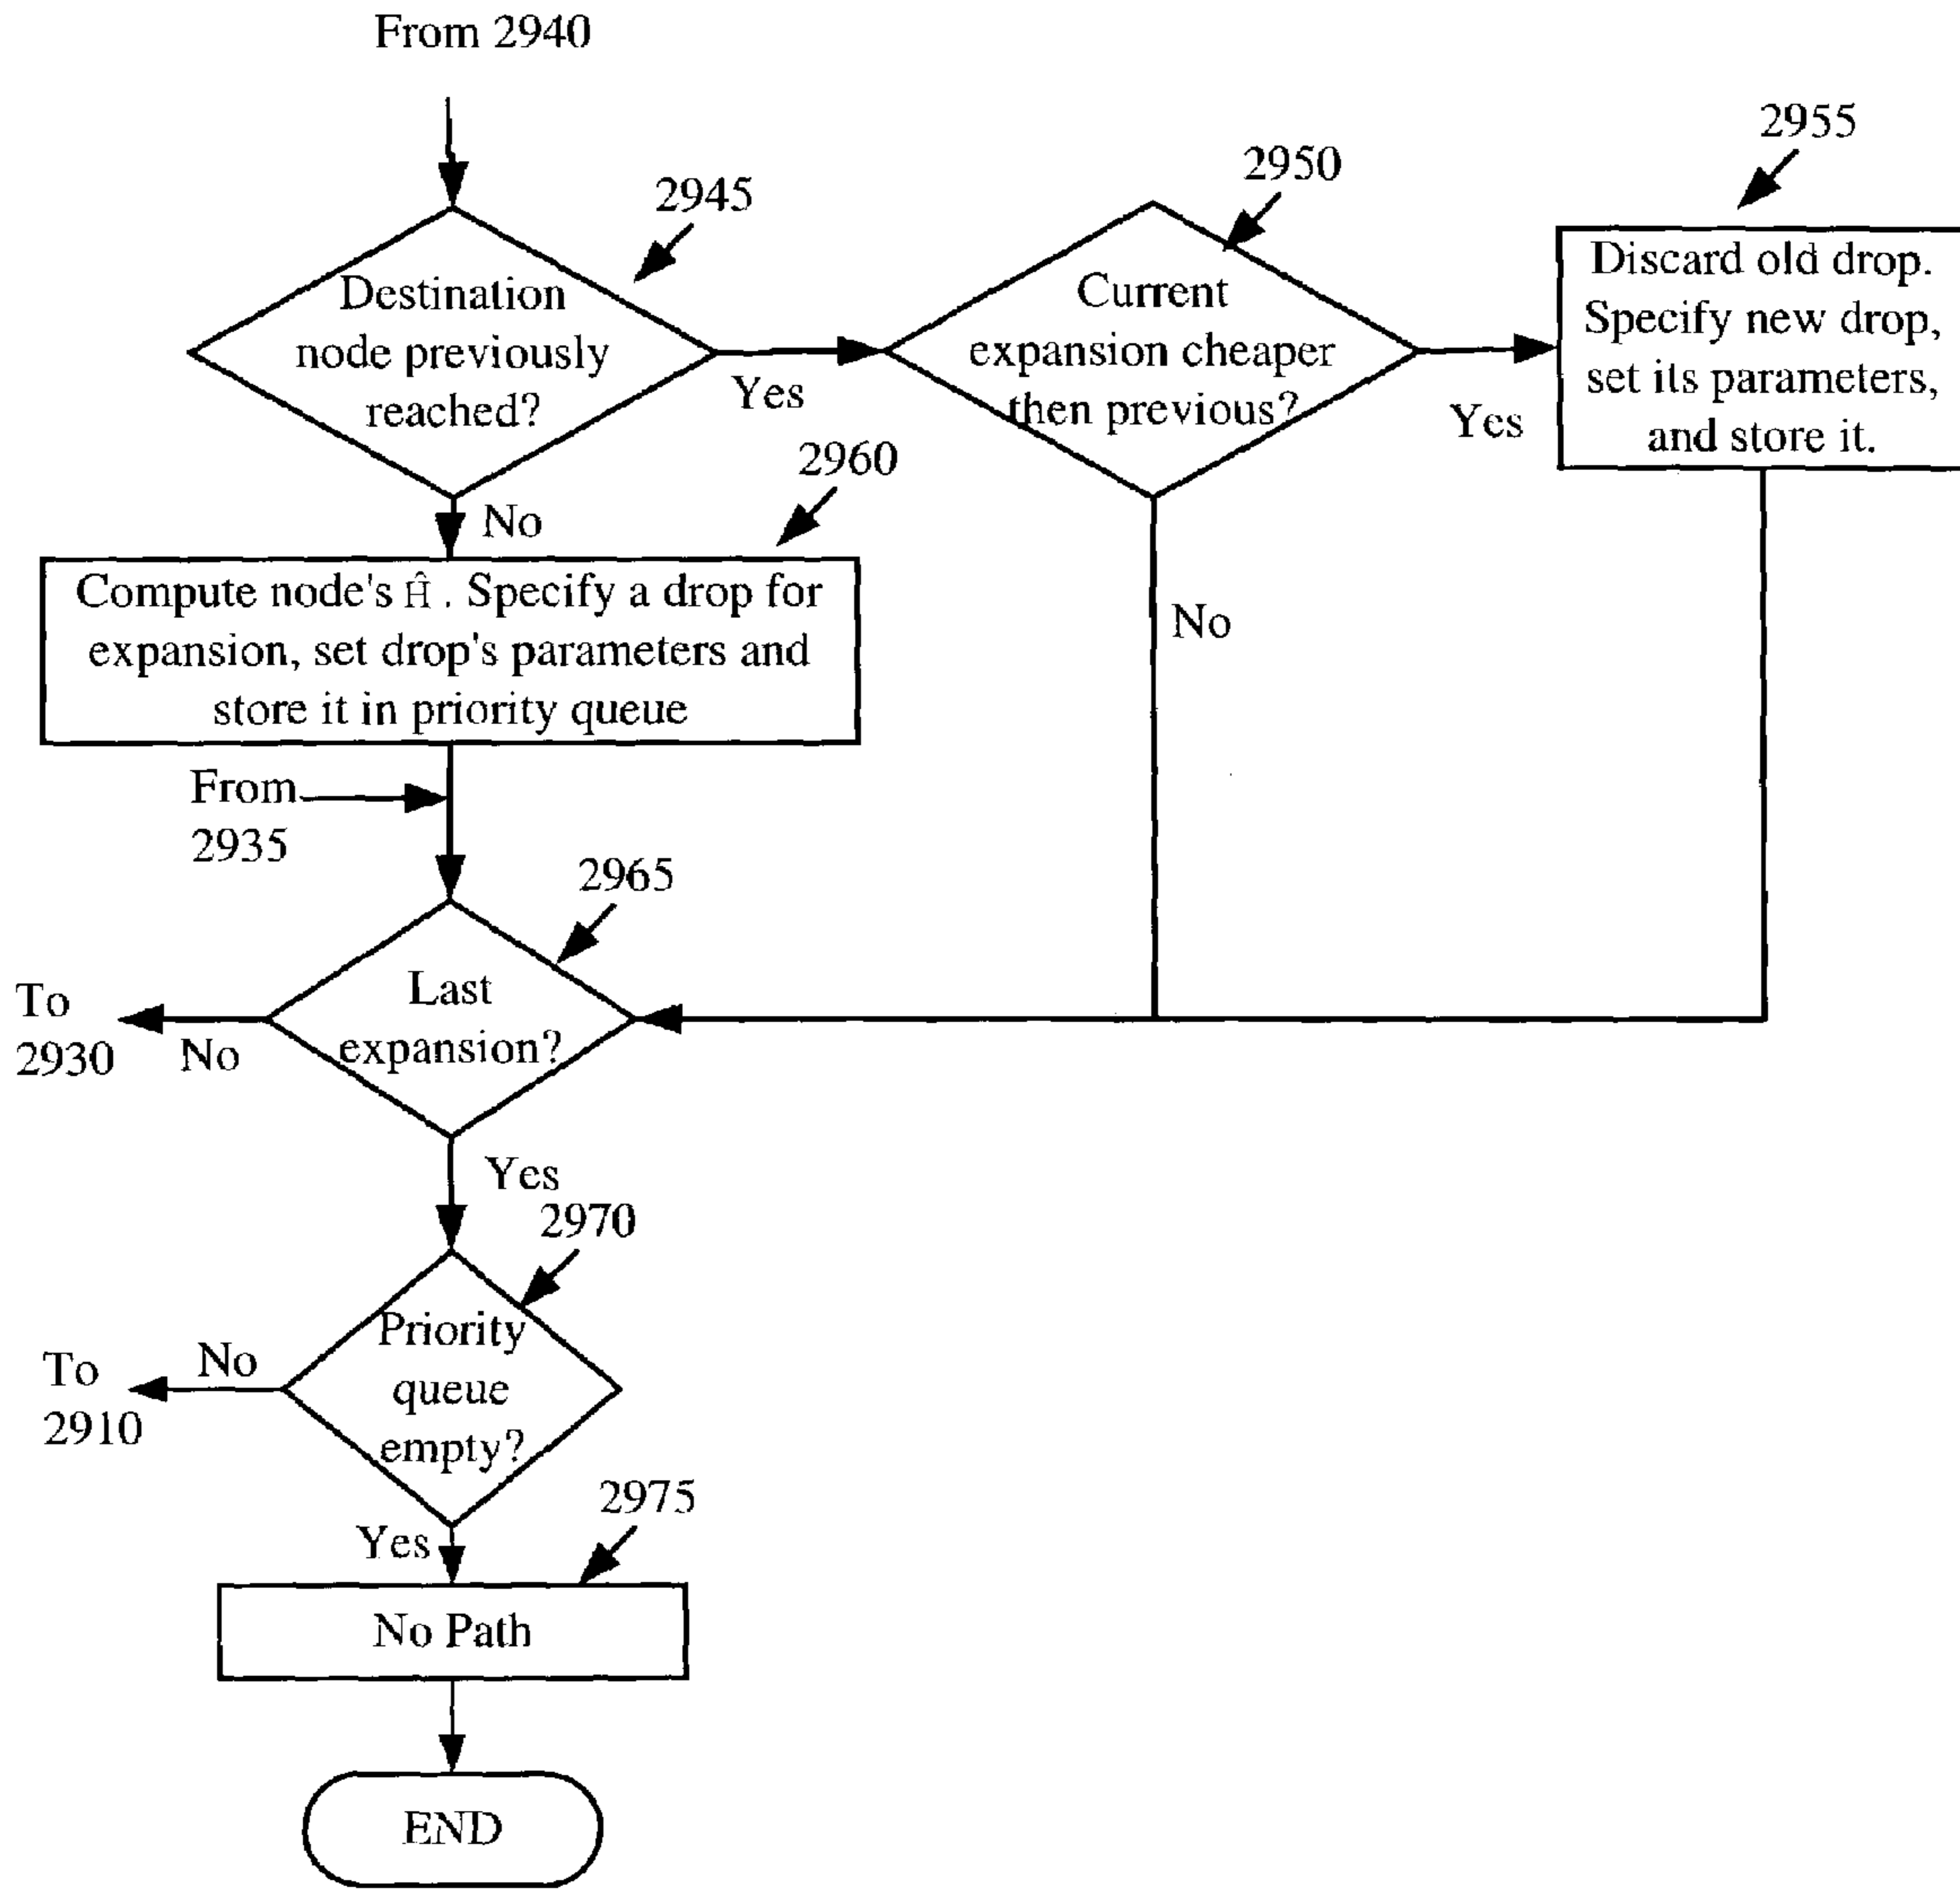 From 2940
2945
2950
2955
Destination
node previously
reached?
Yes
Current
expansion cheaper
then previous?
Yes
Discard old drop.
Specify new drop,
set its parameters,
and store it.
No
2960
Compute node's Ĥ. Specify a drop for
expansion, set drop's parameters and
store it in priority queue
No
From
2935
2965
Last
expansion?
To
2930
No
Yes
2970
Priority
queue
empty?
No
To
2910
2975
Yes
No Path
END